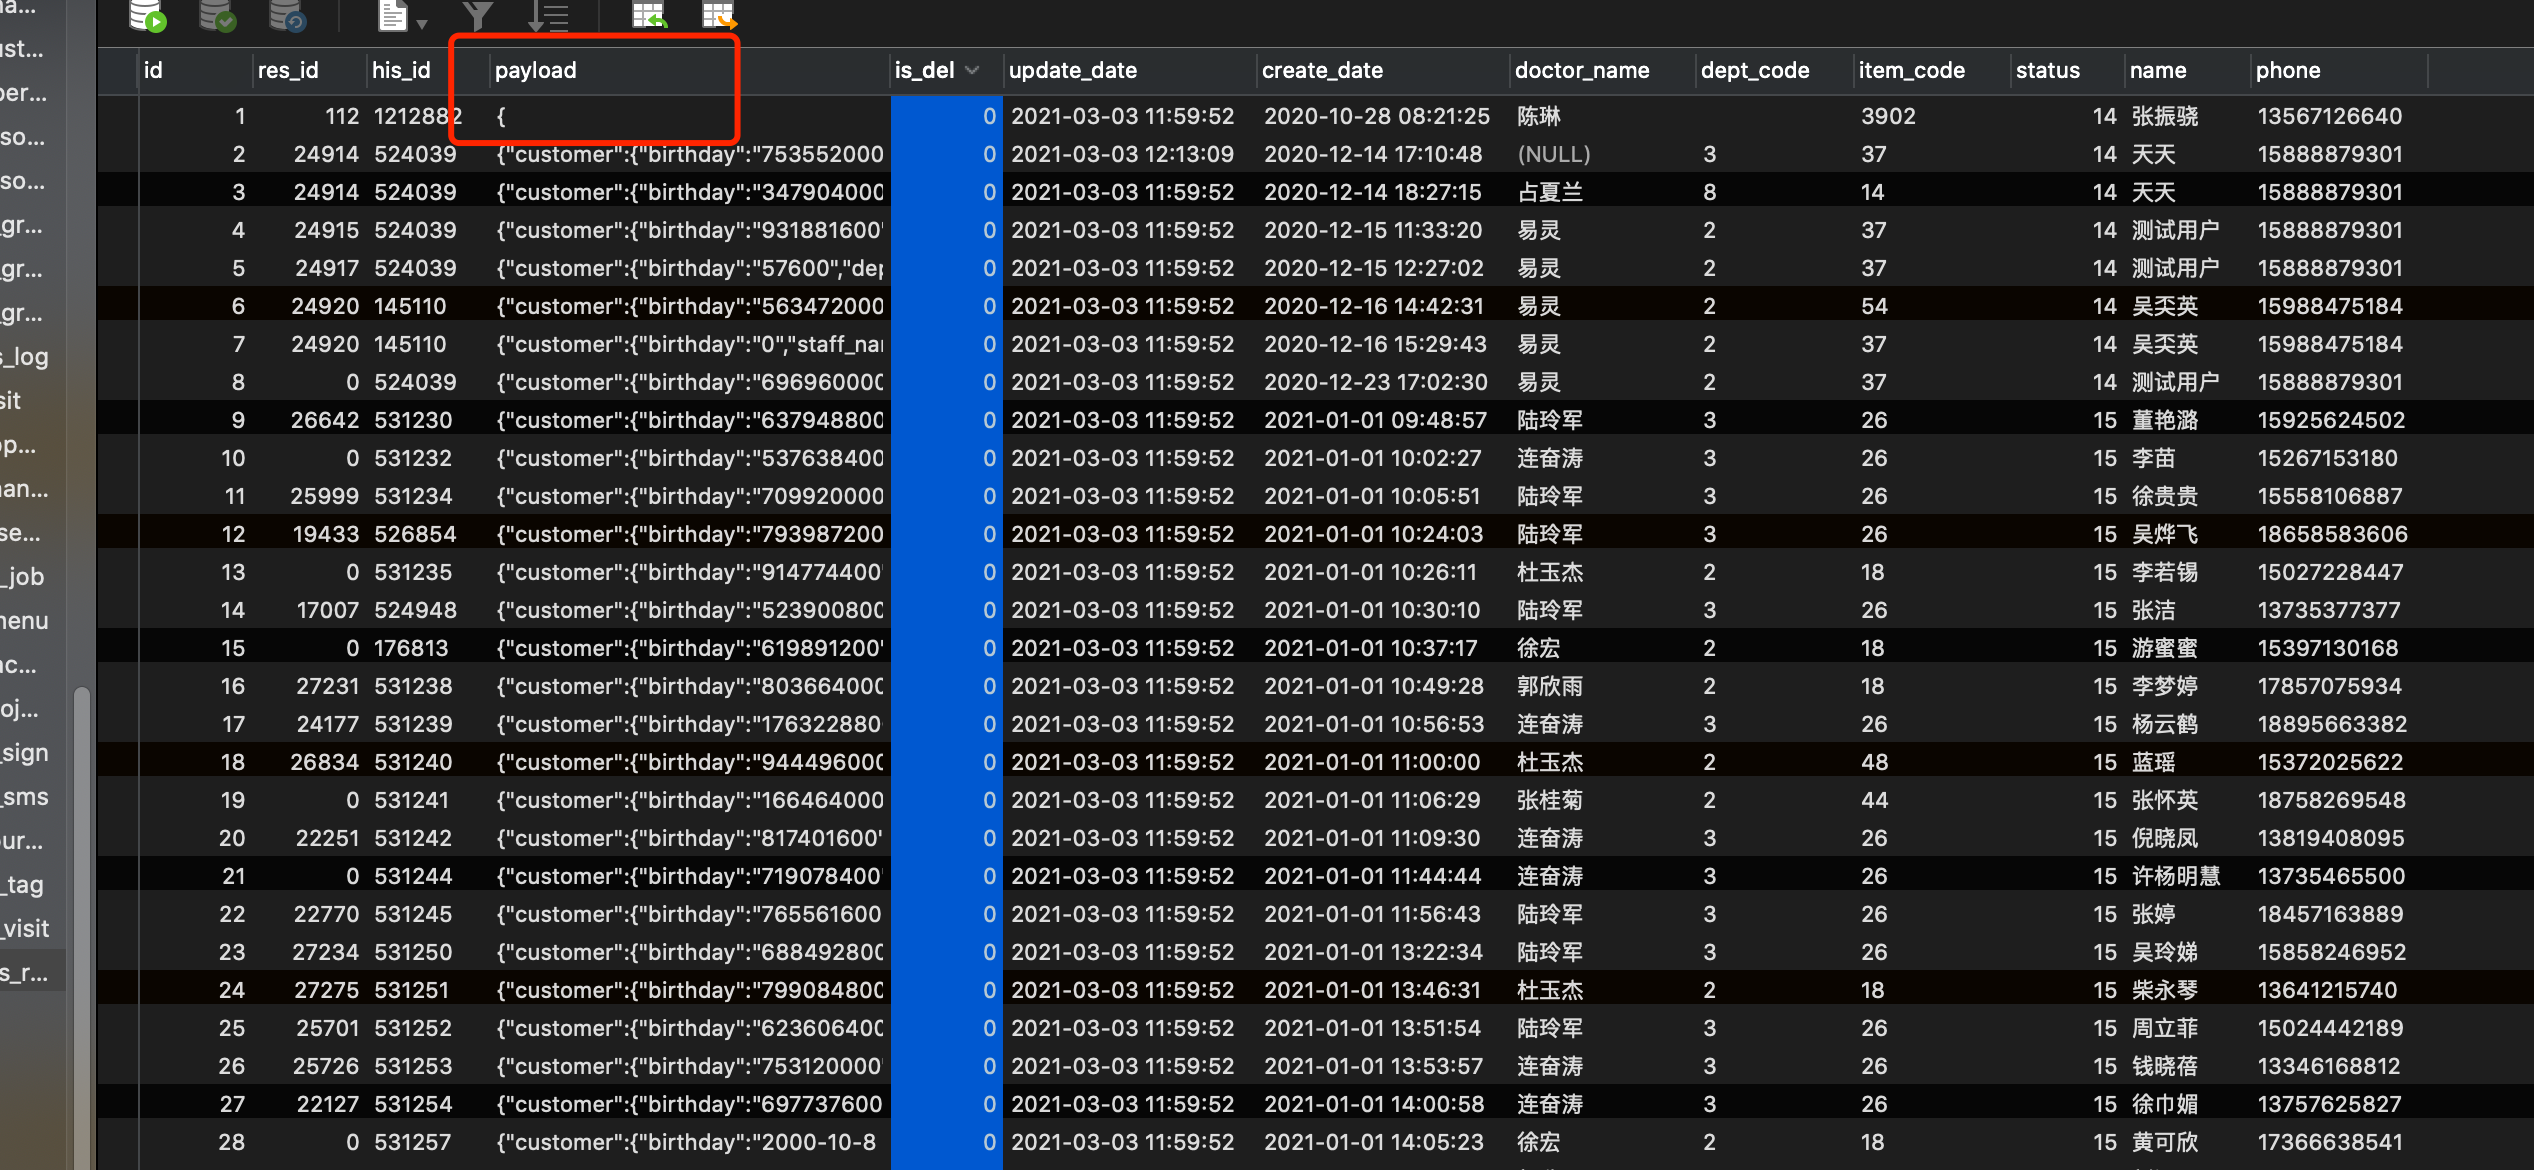 id res_id his_id payload is_del update_date create_date doctor_name dept_code item_code status name phone
1 112 1212882 { 0 2021-03-03 11:59:52 2020-10-28 08:21:25 陈琳 3902 14 张振骁 13567126640
2 24914 524039 {"customer":{"birthday":"753552000 0 2021-03-03 12:13:09 2020-12-14 17:10:48 (NULL) 3 37 14 天天 15888879301
3 24914 524039 {"customer":{"birthday":"347904000 0 2021-03-03 11:59:52 2020-12-14 18:27:15 占夏兰 8 14 14 天天 15888879301
4 24915 524039 {"customer":{"birthday":"931881600" 0 2021-03-03 11:59:52 2020-12-15 11:33:20 易灵 2 37 14 测试用户 15888879301
5 24917 524039 {"customer":{"birthday":"57600","dep 0 2021-03-03 11:59:52 2020-12-15 12:27:02 易灵 2 37 14 测试用户 15888879301
6 24920 145110 {"customer":{"birthday":"563472000 0 2021-03-03 11:59:52 2020-12-16 14:42:31 易灵 2 54 14 吴奀英 15988475184
7 24920 145110 {"customer":{"birthday":"0","staff_nar 0 2021-03-03 11:59:52 2020-12-16 15:29:43 易灵 2 37 14 吴奀英 15988475184
8 0 524039 {"customer":{"birthday":"696960000 0 2021-03-03 11:59:52 2020-12-23 17:02:30 易灵 2 37 14 测试用户 15888879301
9 26642 531230 {"customer":{"birthday":"637948800 0 2021-03-03 11:59:52 2021-01-01 09:48:57 陆玲军 3 26 15 董艳潞 15925624502
10 0 531232 {"customer":{"birthday":"537638400 0 2021-03-03 11:59:52 2021-01-01 10:02:27 连奋涛 3 26 15 李苗 15267153180
11 25999 531234 {"customer":{"birthday":"709920000 0 2021-03-03 11:59:52 2021-01-01 10:05:51 陆玲军 3 26 15 徐贵贵 15558106887
12 19433 526854 {"customer":{"birthday":"793987200 0 2021-03-03 11:59:52 2021-01-01 10:24:03 陆玲军 3 26 15 吴烨飞 18658583606
13 0 531235 {"customer":{"birthday":"914774400" 0 2021-03-03 11:59:52 2021-01-01 10:26:11 杜玉杰 2 18 15 李若锡 15027228447
14 17007 524948 {"customer":{"birthday":"523900800 0 2021-03-03 11:59:52 2021-01-01 10:30:10 陆玲军 3 26 15 张洁 13735377377
15 0 176813 {"customer":{"birthday":"619891200" 0 2021-03-03 11:59:52 2021-01-01 10:37:17 徐宏 2 18 15 游蜜蜜 15397130168
16 27231 531238 {"customer":{"birthday":"803664000 0 2021-03-03 11:59:52 2021-01-01 10:49:28 郭欣雨 2 18 15 李梦婷 17857075934
17 24177 531239 {"customer":{"birthday":"176322880 0 2021-03-03 11:59:52 2021-01-01 10:56:53 连奋涛 3 26 15 杨云鹤 18895663382
18 26834 531240 {"customer":{"birthday":"944496000 0 2021-03-03 11:59:52 2021-01-01 11:00:00 杜玉杰 2 48 15 蓝瑶 15372025622
19 0 531241 {"customer":{"birthday":"166464000 0 2021-03-03 11:59:52 2021-01-01 11:06:29 张桂菊 2 44 15 张怀英 18758269548
20 22251 531242 {"customer":{"birthday":"817401600" 0 2021-03-03 11:59:52 2021-01-01 11:09:30 连奋涛 3 26 15 倪晓凤 13819408095
21 0 531244 {"customer":{"birthday":"719078400" 0 2021-03-03 11:59:52 2021-01-01 11:44:44 连奋涛 3 26 15 许杨明慧 13735465500
22 22770 531245 {"customer":{"birthday":"765561600 0 2021-03-03 11:59:52 2021-01-01 11:56:43 陆玲军 3 26 15 张婷 18457163889
23 27234 531250 {"customer":{"birthday":"688492800 0 2021-03-03 11:59:52 2021-01-01 13:22:34 陆玲军 3 26 15 吴玲娣 15858246952
24 27275 531251 {"customer":{"birthday":"799084800 0 2021-03-03 11:59:52 2021-01-01 13:46:31 杜玉杰 2 18 15 柴永琴 13641215740
25 25701 531252 {"customer":{"birthday":"623606400 0 2021-03-03 11:59:52 2021-01-01 13:51:54 陆玲军 3 26 15 周立菲 15024442189
26 25726 531253 {"customer":{"birthday":"753120000" 0 2021-03-03 11:59:52 2021-01-01 13:53:57 连奋涛 3 26 15 钱晓蓓 13346168812
27 22127 531254 {"customer":{"birthday":"697737600 0 2021-03-03 11:59:52 2021-01-01 14:00:58 连奋涛 3 26 15 徐巾媚 13757625827
28 0 531257 {"customer":{"birthday":"2000-10-8 0 2021-03-03 11:59:52 2021-01-01 14:05:23 徐宏 2 18 15 黄可欣 17366638541
ust...
per...
so...
so...
gr...
_gr...
_gr...
s_log
sit
op...
nan...
se...
_job
nenu
ac...
oj...
_sign
_sms
our...
_tag
_visit
s_r...